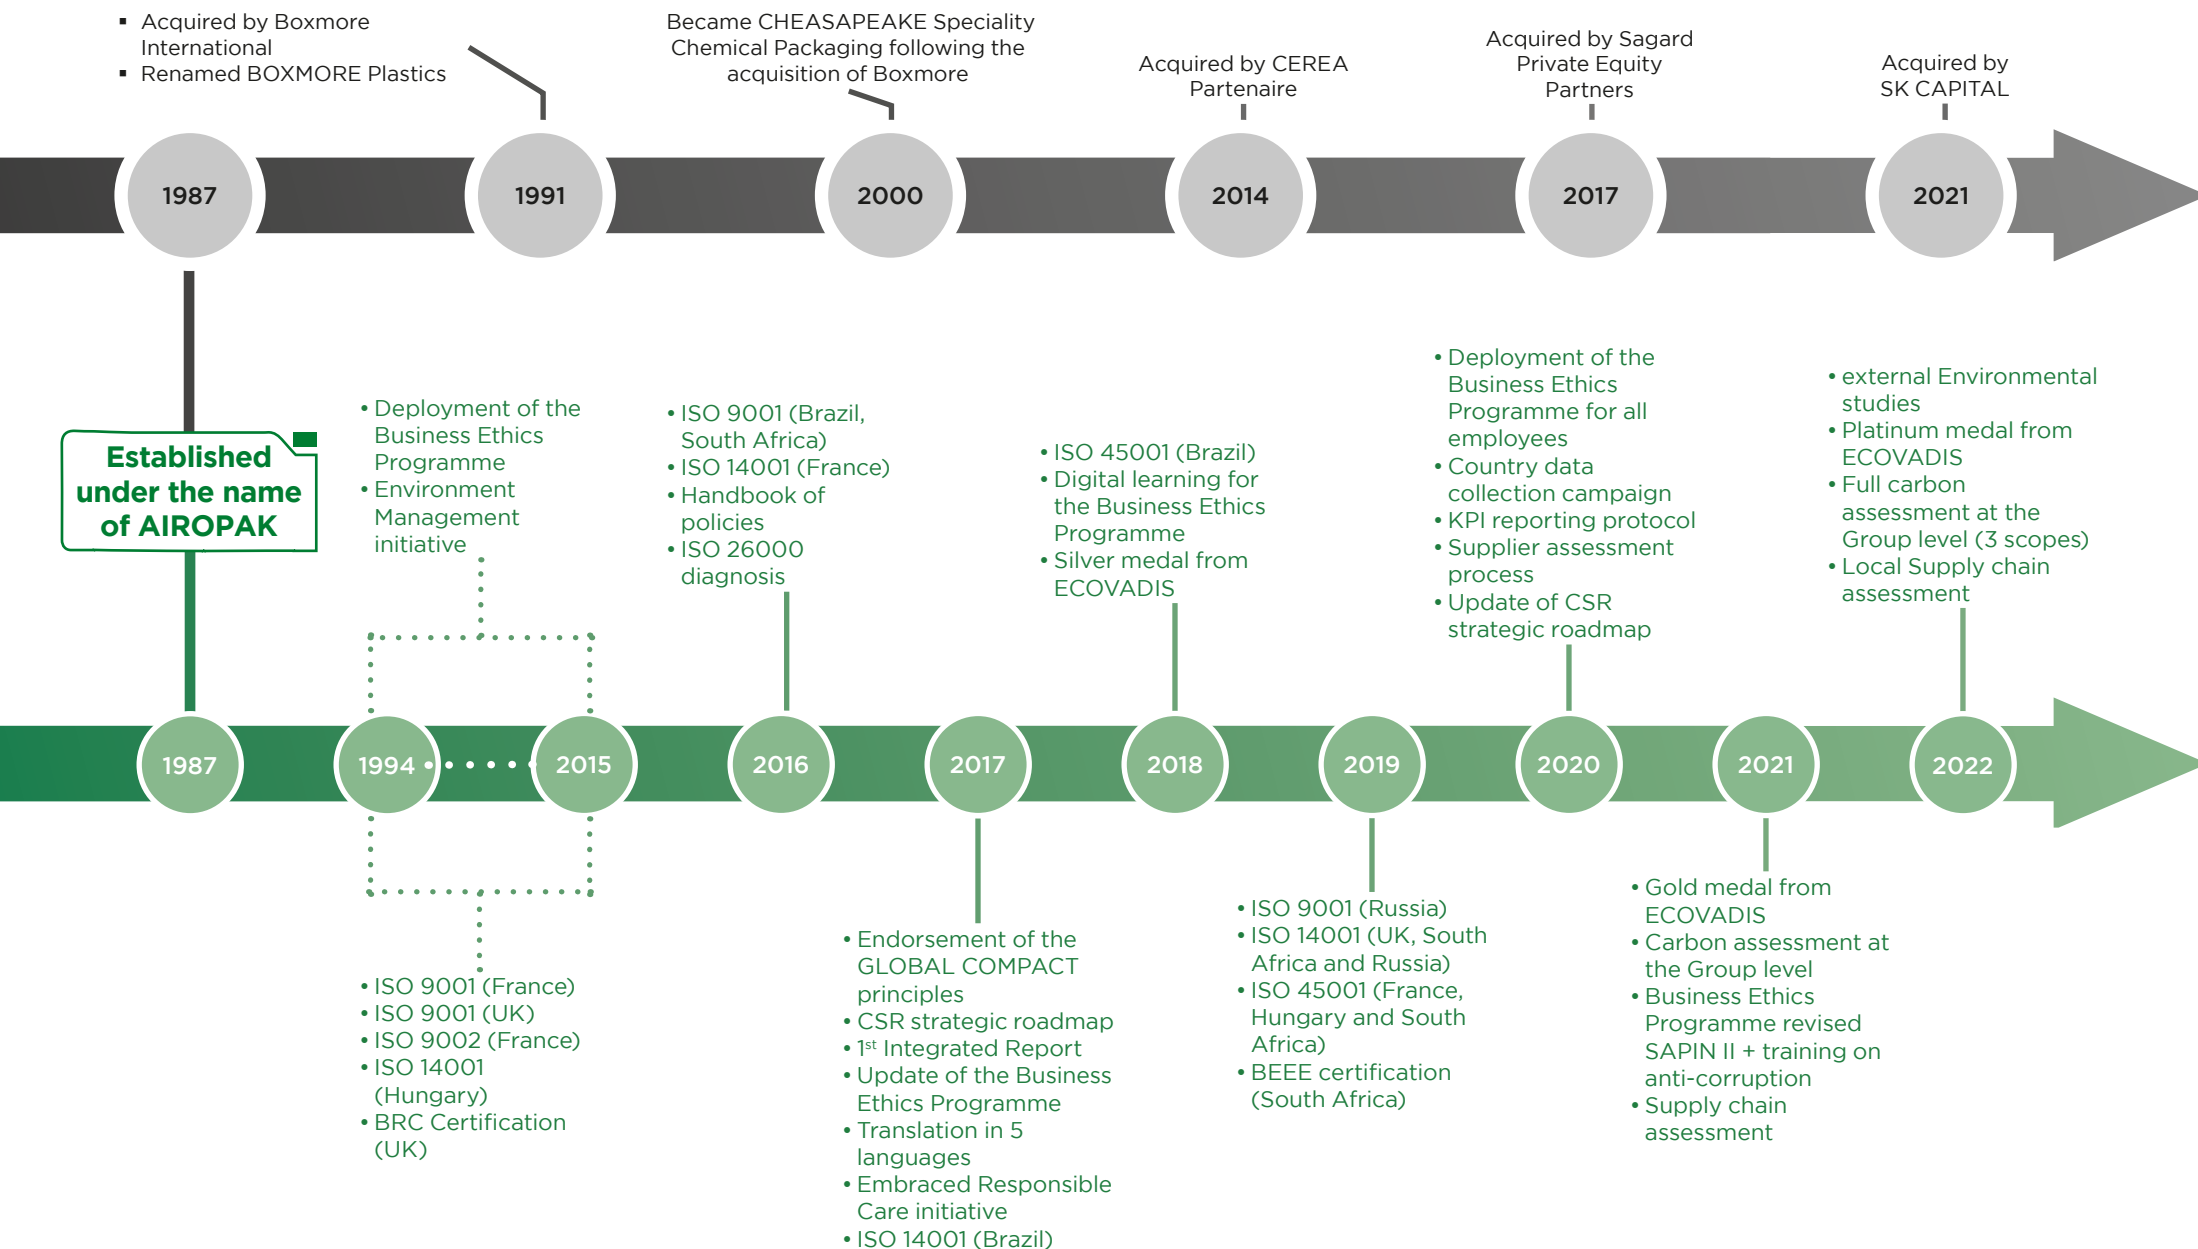 ▪ Acquired by Boxmore
International
▪ Renamed BOXMORE Plastics
Became CHEASAPEAKE Speciality
Chemical Packaging following the
acquisition of Boxmore
Acquired by CEREA
Partenaire
Acquired by Sagard
Private Equity
Partners
Acquired by
SK CAPITAL
1987
1991
2000
2014
2017
2021
Established
under the name
of AIROPAK
• Deployment of the
Business Ethics
Programme
• Environment
Management
initiative
• ISO 9001 (Brazil,
South Africa)
• ISO 14001 (France)
• Handbook of
policies
• ISO 26000
diagnosis
• ISO 45001 (Brazil)
• Digital learning for
the Business Ethics
Programme
• Silver medal from
ECOVADIS
• Deployment of the
Business Ethics
Programme for all
employees
• Country data
collection campaign
• KPI reporting protocol
• Supplier assessment
process
• Update of CSR
strategic roadmap
• external Environmental
studies
• Platinum medal from
ECOVADIS
• Full carbon
assessment at the
Group level (3 scopes)
• Local Supply chain
assessment
1987
1994
2015
2016
2017
2018
2019
2020
2021
2022
• ISO 9001 (France)
• ISO 9001 (UK)
• ISO 9002 (France)
• ISO 14001
(Hungary)
• BRC Certification
(UK)
• Endorsement of the
GLOBAL COMPACT
principles
• CSR strategic roadmap
• 1st Integrated Report
• Update of the Business
Ethics Programme
• Translation in 5
languages
• Embraced Responsible
Care initiative
• ISO 14001 (Brazil)
• ISO 9001 (Russia)
• ISO 14001 (UK, South
Africa and Russia)
• ISO 45001 (France,
Hungary and South
Africa)
• BEEE certification
(South Africa)
• Gold medal from
ECOVADIS
• Carbon assessment at
the Group level
• Business Ethics
Programme revised
SAPIN II + training on
anti-corruption
• Supply chain
assessment